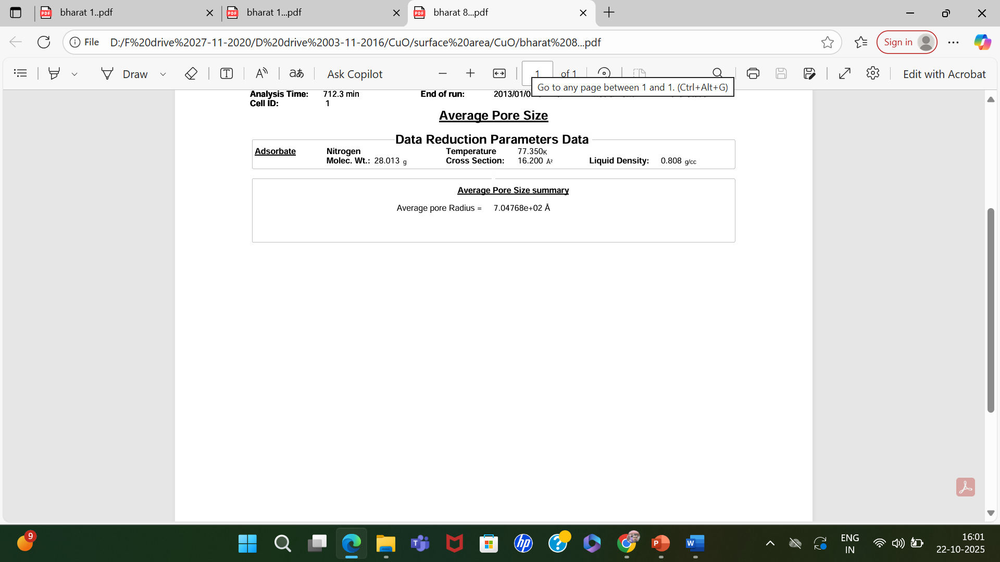 bharat 1..pdf
bharat 1...pdf
bharat 8...pdf
File D:/F%20drive%2027-11-2020/D%20drive%2003-11-2016/CuO/surface%20area/CuO/bharat%208...pdf
Sign in
Draw
Ask Copilot
1 of 1
Edit with Acrobat
Go to any page between 1 and 1. (Ctrl+Alt+G)
Analysis Time: 712.3 min End of run: 2013/01/0
Cell ID: 1
Average Pore Size
Data Reduction Parameters Data
Adsorbate Nitrogen Temperature 77.350K
Molec. Wt.: 28.013 g Cross Section: 16.200 Å² Liquid Density: 0.808 g/cc
Average Pore Size summary
Average pore Radius = 7.04768e+02 Å
9
ENG
IN
16:01
22-10-2025